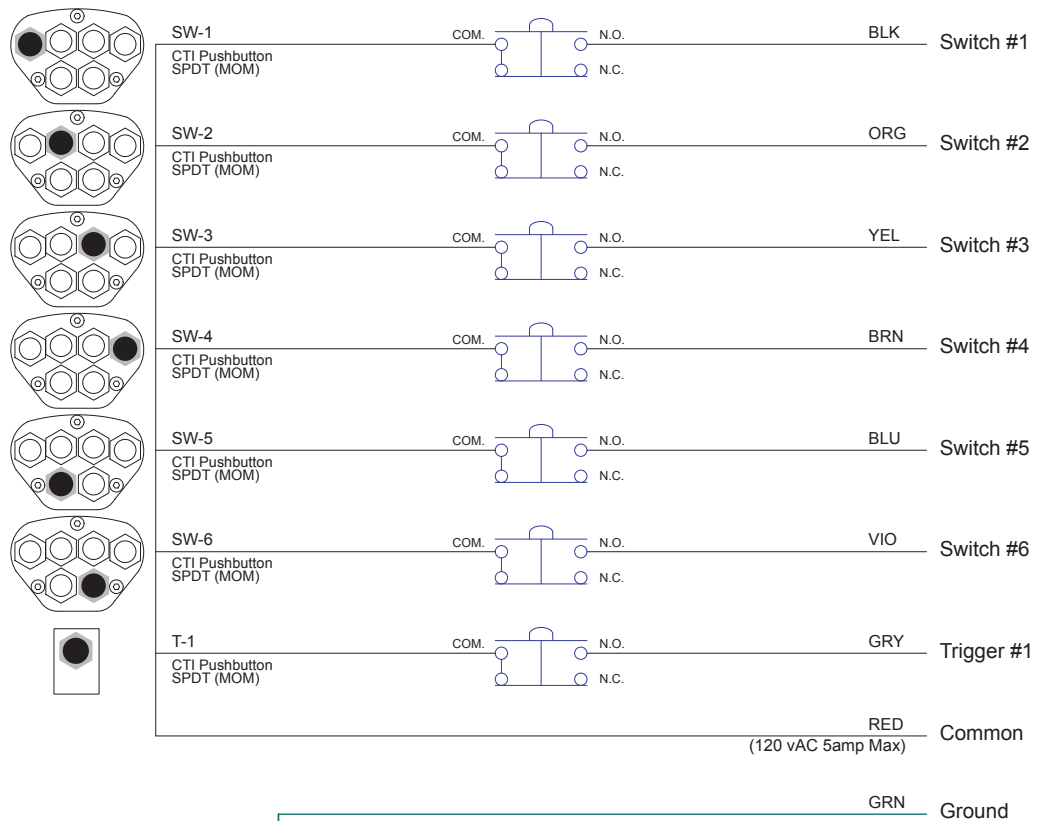 SW-1 COM. N.O. BLK Switch #1
CTI Pushbutton
SPDT (MOM) N.C.
SW-2 COM. N.O. ORG Switch #2
CTI Pushbutton
SPDT (MOM) N.C.
SW-3 COM. N.O. YEL Switch #3
CTI Pushbutton
SPDT (MOM) N.C.
SW-4 COM. N.O. BRN Switch #4
CTI Pushbutton
SPDT (MOM) N.C.
SW-5 COM. N.O. BLU Switch #5
CTI Pushbutton
SPDT (MOM) N.C.
SW-6 COM. N.O. VIO Switch #6
CTI Pushbutton
SPDT (MOM) N.C.
T-1 COM. N.O. GRY Trigger #1
CTI Pushbutton
SPDT (MOM) N.C.
RED Common
(120 vAC 5amp Max)
GRN Ground